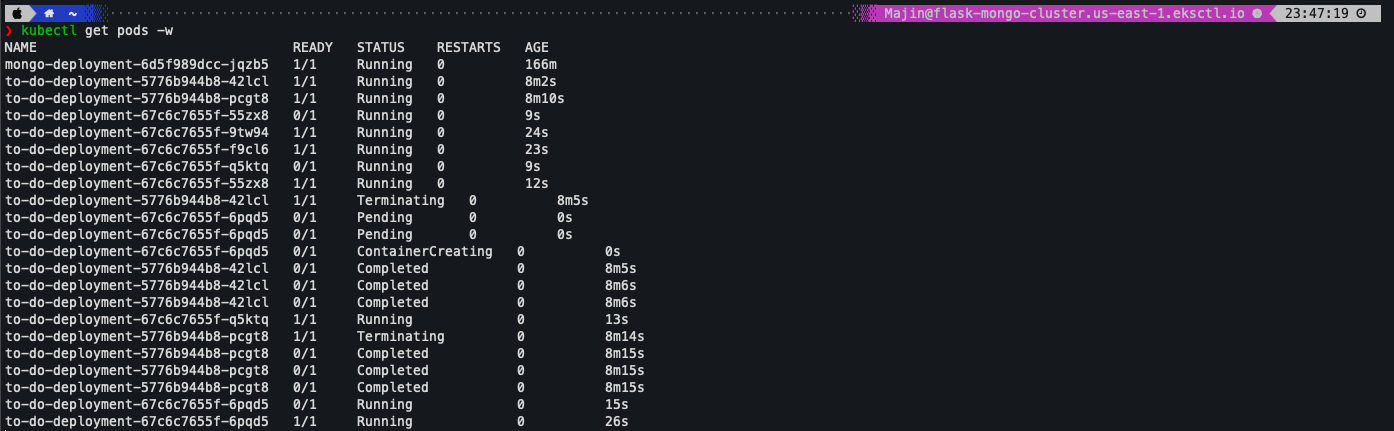 ~ Majin@flask-mongo-cluster.us-east-1.eksctl.io 23:47:19
❯ kubectl get pods -w
NAME READY STATUS RESTARTS AGE
mongo-deployment-6d5f989dcc-jqzb5 1/1 Running 0 166m
to-do-deployment-5776b944b8-42lcl 1/1 Running 0 8m2s
to-do-deployment-5776b944b8-pcgt8 1/1 Running 0 8m10s
to-do-deployment-67c6c7655f-55zx8 0/1 Running 0 9s
to-do-deployment-67c6c7655f-9tw94 1/1 Running 0 24s
to-do-deployment-67c6c7655f-f9cl6 1/1 Running 0 23s
to-do-deployment-67c6c7655f-q5ktq 0/1 Running 0 9s
to-do-deployment-67c6c7655f-55zx8 1/1 Running 0 12s
to-do-deployment-5776b944b8-42lcl 1/1 Terminating 0 8m5s
to-do-deployment-67c6c7655f-6pqd5 0/1 Pending 0 0s
to-do-deployment-67c6c7655f-6pqd5 0/1 Pending 0 0s
to-do-deployment-67c6c7655f-6pqd5 0/1 ContainerCreating 0 0s
to-do-deployment-5776b944b8-42lcl 0/1 Completed 0 8m5s
to-do-deployment-5776b944b8-42lcl 0/1 Completed 0 8m6s
to-do-deployment-5776b944b8-42lcl 0/1 Completed 0 8m6s
to-do-deployment-67c6c7655f-q5ktq 1/1 Running 0 13s
to-do-deployment-5776b944b8-pcgt8 1/1 Terminating 0 8m14s
to-do-deployment-5776b944b8-pcgt8 0/1 Completed 0 8m15s
to-do-deployment-5776b944b8-pcgt8 0/1 Completed 0 8m15s
to-do-deployment-5776b944b8-pcgt8 0/1 Completed 0 8m15s
to-do-deployment-67c6c7655f-6pqd5 0/1 Running 0 15s
to-do-deployment-67c6c7655f-6pqd5 1/1 Running 0 26s